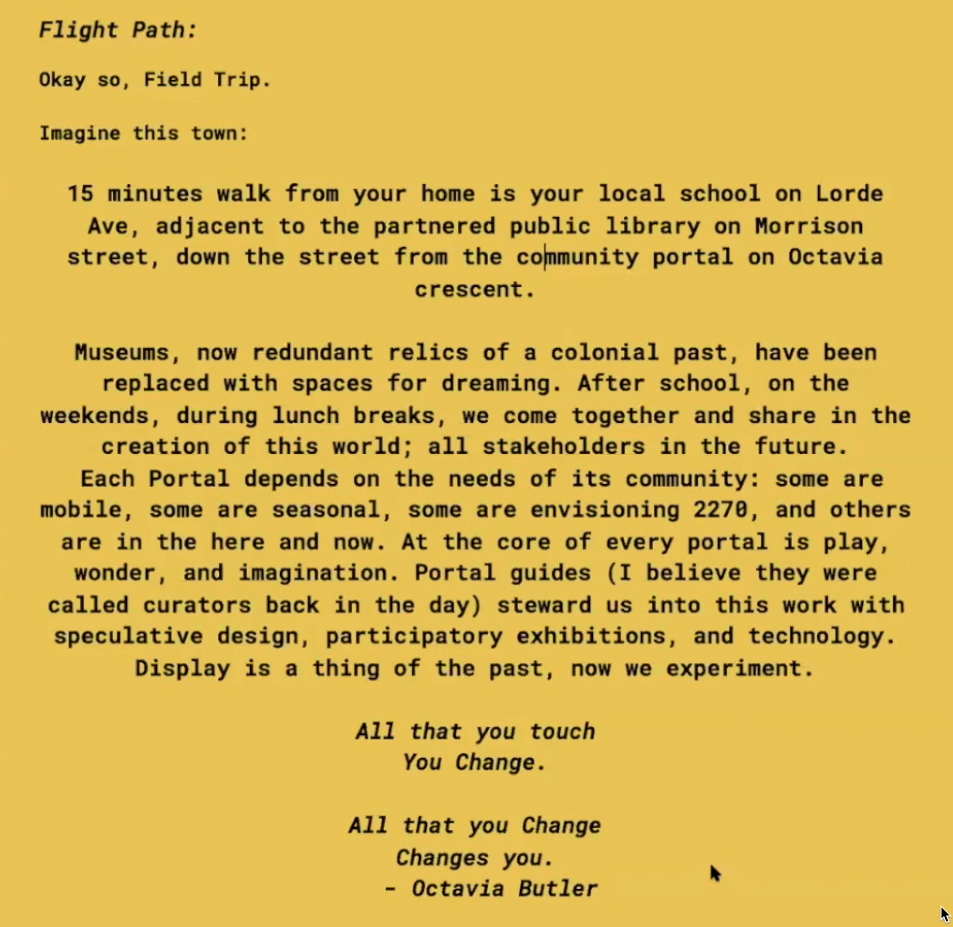 Flight Path:
Okay so, Field Trip.
Imagine this town:
15 minutes walk from your home is your local school on Lorde
Ave, adjacent to the partnered public library on Morrison
street, down the street from the community portal on Octavia
crescent.
Museums, now redundant relics of a colonial past, have been
replaced with spaces for dreaming. After school, on the
weekends, during lunch breaks, we come together and share in the
creation of this world; all stakeholders in the future.
Each Portal depends on the needs of its community: some are
mobile, some are seasonal, some are envisioning 2270, and others
are in the here and now. At the core of every portal is play,
wonder, and imagination. Portal guides (I believe they were
called curators back in the day) steward us into this work with
speculative design, participatory exhibitions, and technology.
Display is a thing of the past, now we experiment.
All that you touch
You Change.
All that you Change
Changes you.
- Octavia Butler